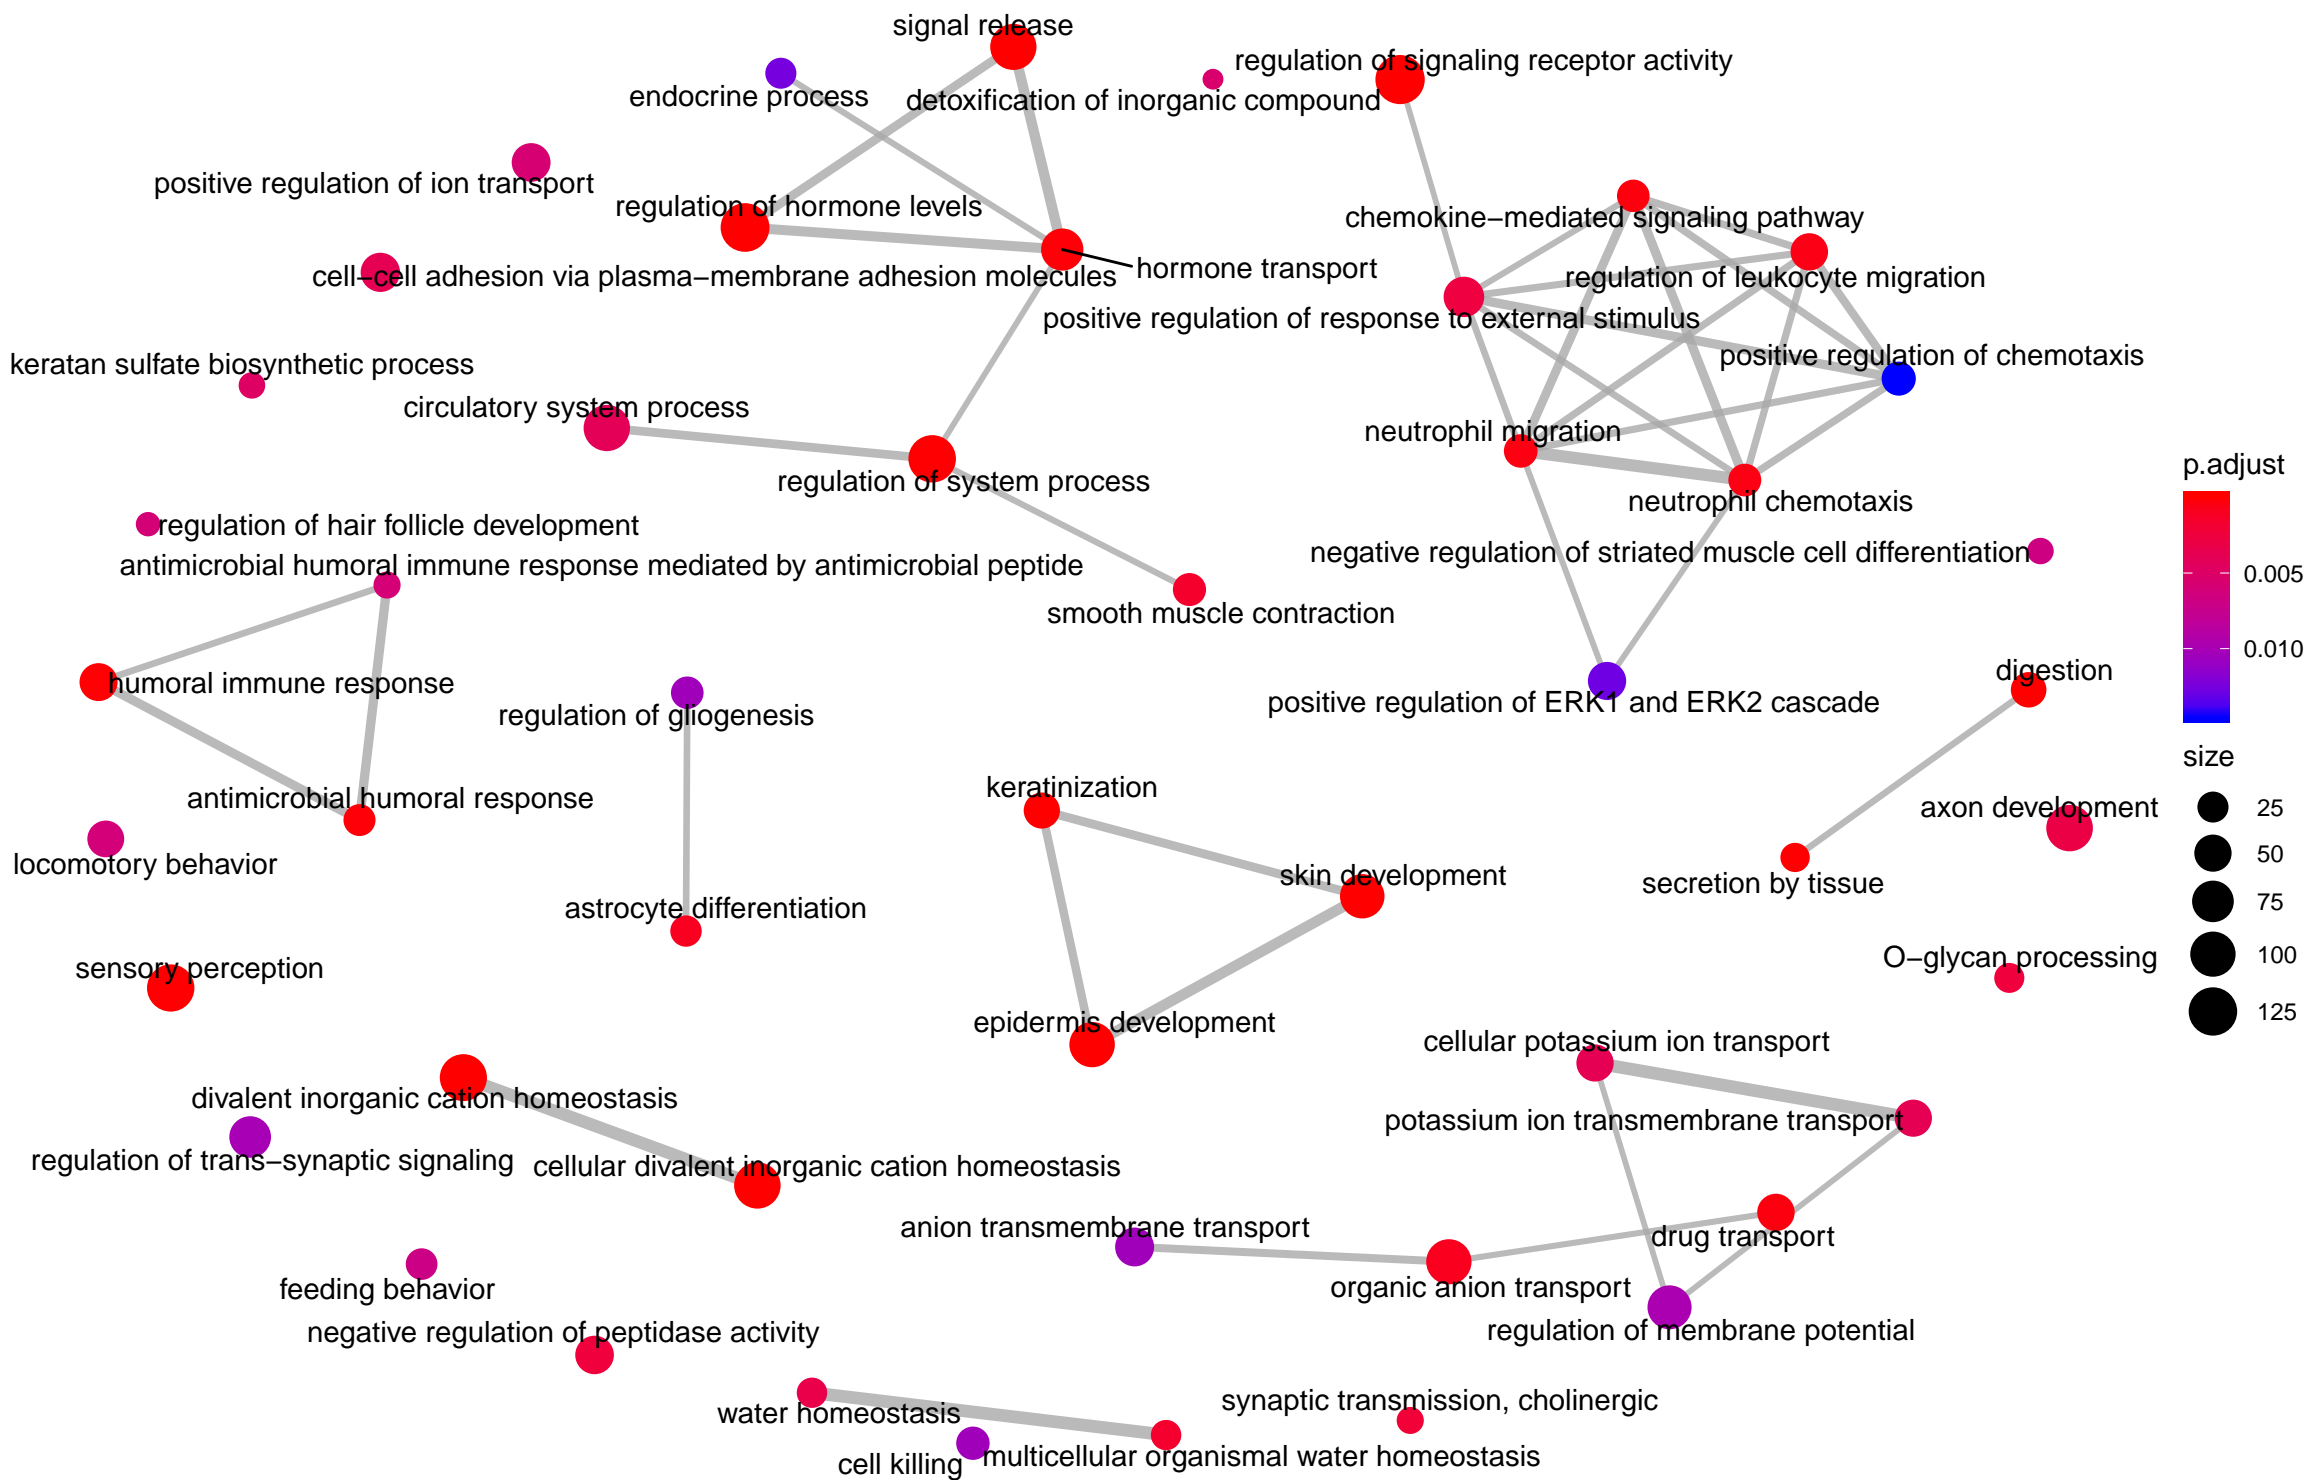 signal release
regulation of signaling receptor activity
endocrine process
detoxification of inorganic compound
positive regulation of ion transport
regulation of hormone levels
chemokine−mediated signaling pathway
cell−cell adhesion via plasma−membrane adhesion molecules
hormone transport
regulation of leukocyte migration
positive regulation of response to external stimulus
keratan sulfate biosynthetic process
positive regulation of chemotaxis
circulatory system process
neutrophil migration
regulation of system process
neutrophil chemotaxis
regulation of hair follicle development
negative regulation of striated muscle cell differentiation
antimicrobial humoral immune response mediated by antimicrobial peptide
smooth muscle contraction
humoral immune response
digestion
regulation of gliogenesis
positive regulation of ERK1 and ERK2 cascade
keratinization
antimicrobial humoral response
axon development
locomotory behavior
skin development
secretion by tissue
astrocyte differentiation
sensory perception
O−glycan processing
epidermis development
cellular potassium ion transport
divalent inorganic cation homeostasis
potassium ion transmembrane transport
regulation of trans−synaptic signaling
cellular divalent inorganic cation homeostasis
anion transmembrane transport
drug transport
feeding behavior
organic anion transport
negative regulation of peptidase activity
regulation of membrane potential
water homeostasis
synaptic transmission, cholinergic
cell killing
multicellular organismal water homeostasis
p.adjust
0.005
0.010
size
25
50
75
100
125